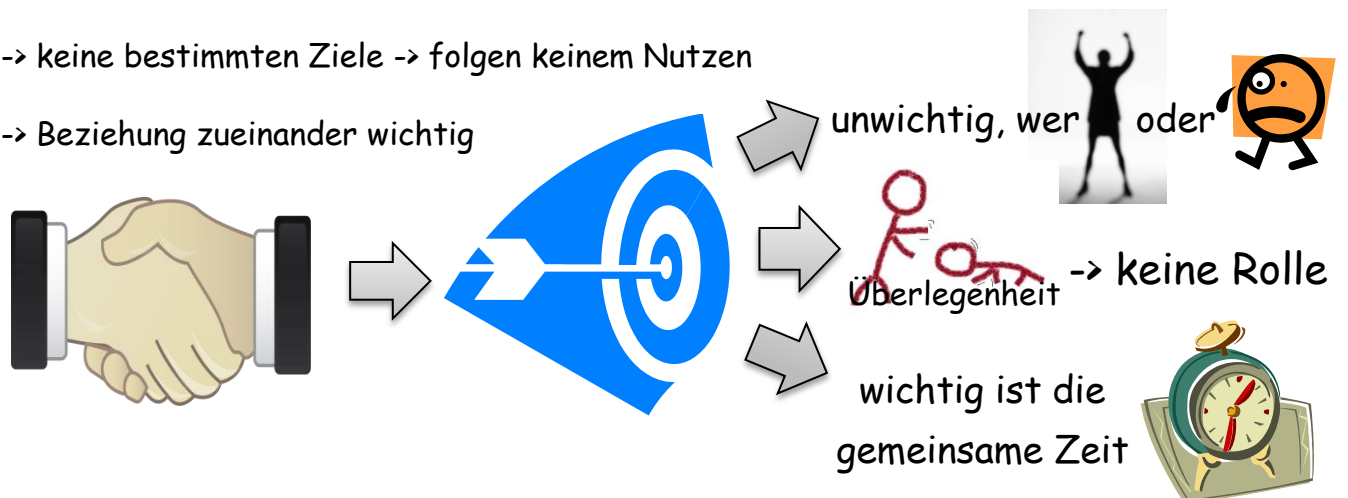 -> keine bestimmten Ziele -> folgen keinem Nutzen
-> Beziehung zueinander wichtig
unwichtig, wer oder
Überlegenheit -> keine Rolle
wichtig ist die
gemeinsame Zeit